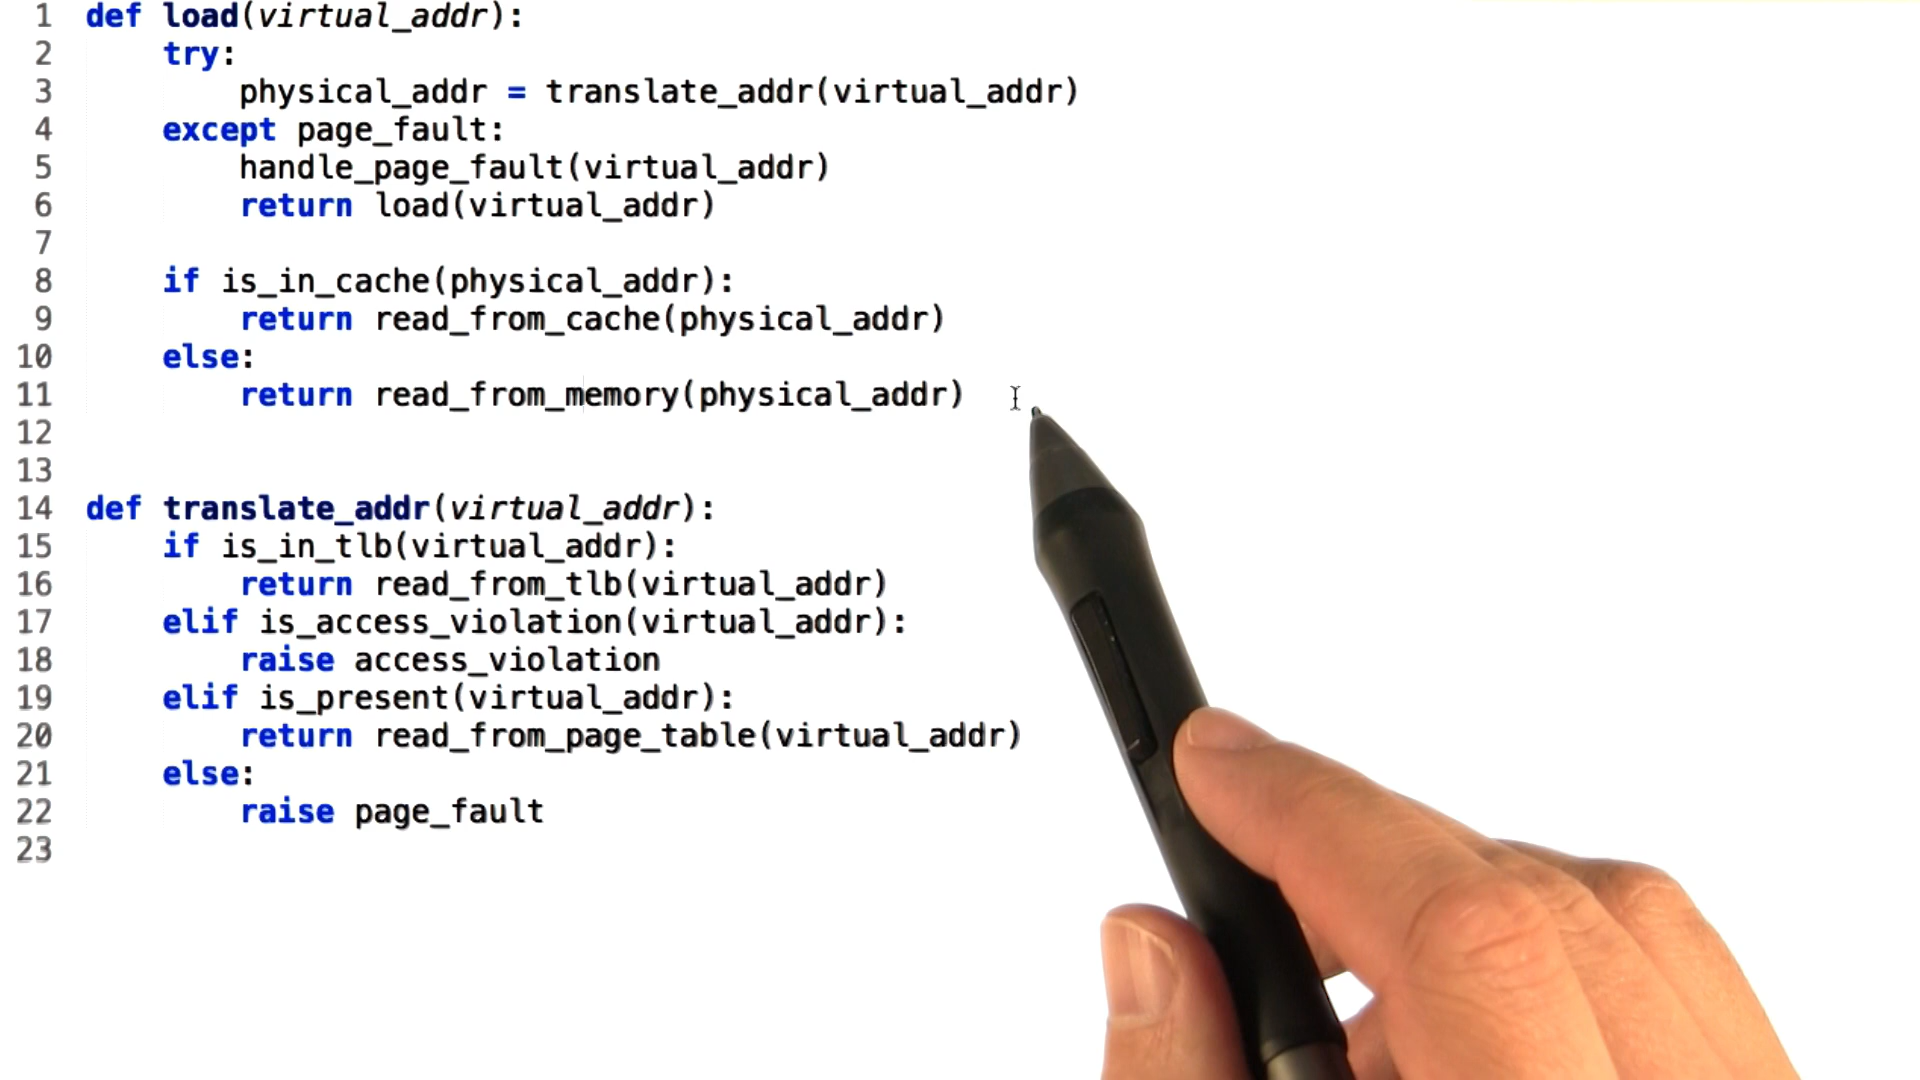 1 def load(virtual_addr):
2 try:
3 physical_addr = translate_addr(virtual_addr)
4 except page_fault:
5 handle_page_fault(virtual_addr)
6 return load(virtual_addr)
7
8 if is_in_cache(physical_addr):
9 return read_from_cache(physical_addr)
10 else:
11 return read_from_memory(physical_addr)
12
13
14 def translate_addr(virtual_addr):
15 if is_in_tlb(virtual_addr):
16 return read_from_tlb(virtual_addr)
17 elif is_access_violation(virtual_addr):
18 raise access_violation
19 elif is_present(virtual_addr):
20 return read_from_page_table(virtual_addr)
21 else:
22 raise page_fault
23